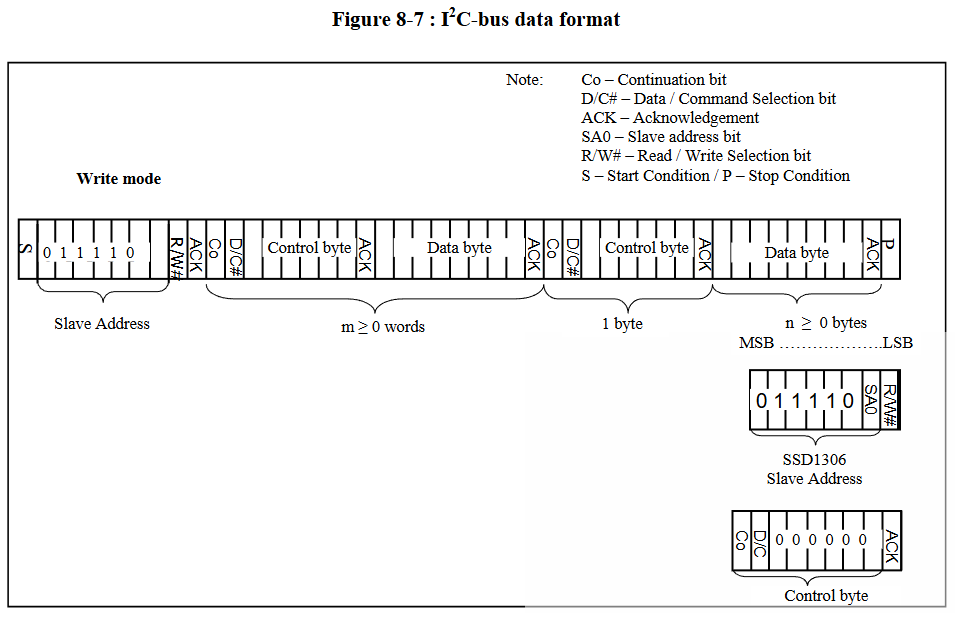 Figure 8-7 : I²C-bus data format
Note: Co – Continuation bit
D/C# – Data / Command Selection bit
ACK – Acknowledgement
SA0 – Slave address bit
R/W# – Read / Write Selection bit
S – Start Condition / P – Stop Condition
Write mode
S 0 1 1 1 1 0 R/W# ACK Co D/C# Control byte ACK Data byte ACK Co D/C# Control byte ACK Data byte ACK P
Slave Address m ≥ 0 words 1 byte n ≥ 0 bytes
MSB ……………….LSB
0 1 1 1 1 0 SA0 R/W#
SSD1306
Slave Address
Co D/C 0 0 0 0 0 0 ACK
Control byte